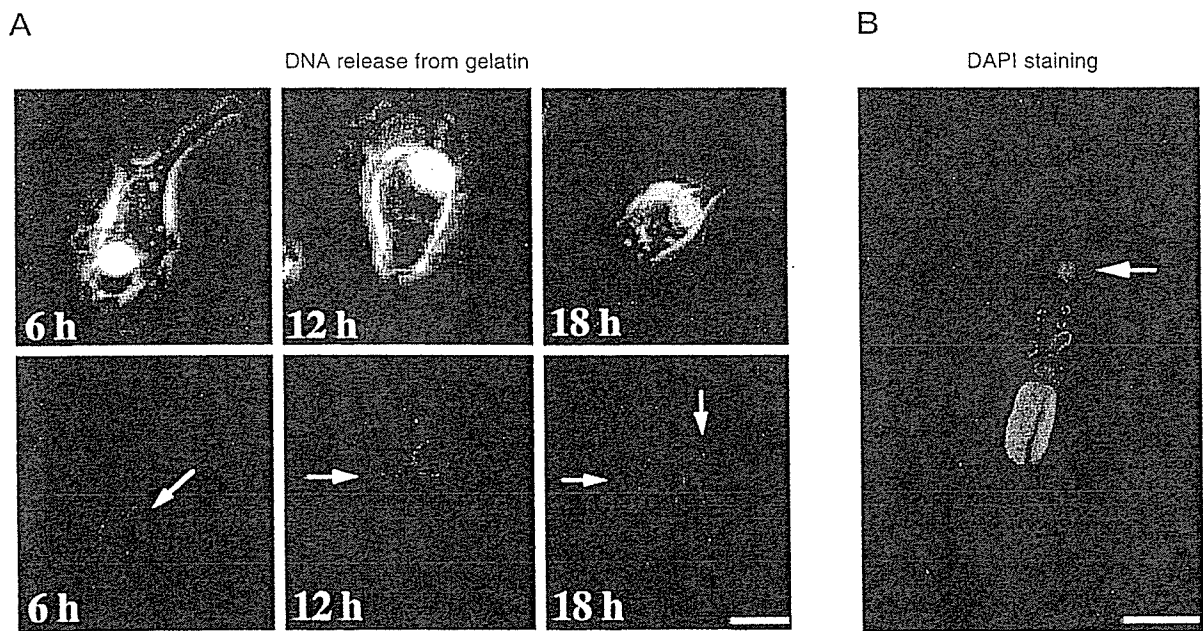 A
DNA release from gelatin
6 h
12 h
18 h
6 h
12 h
18 h
B
DAPI staining